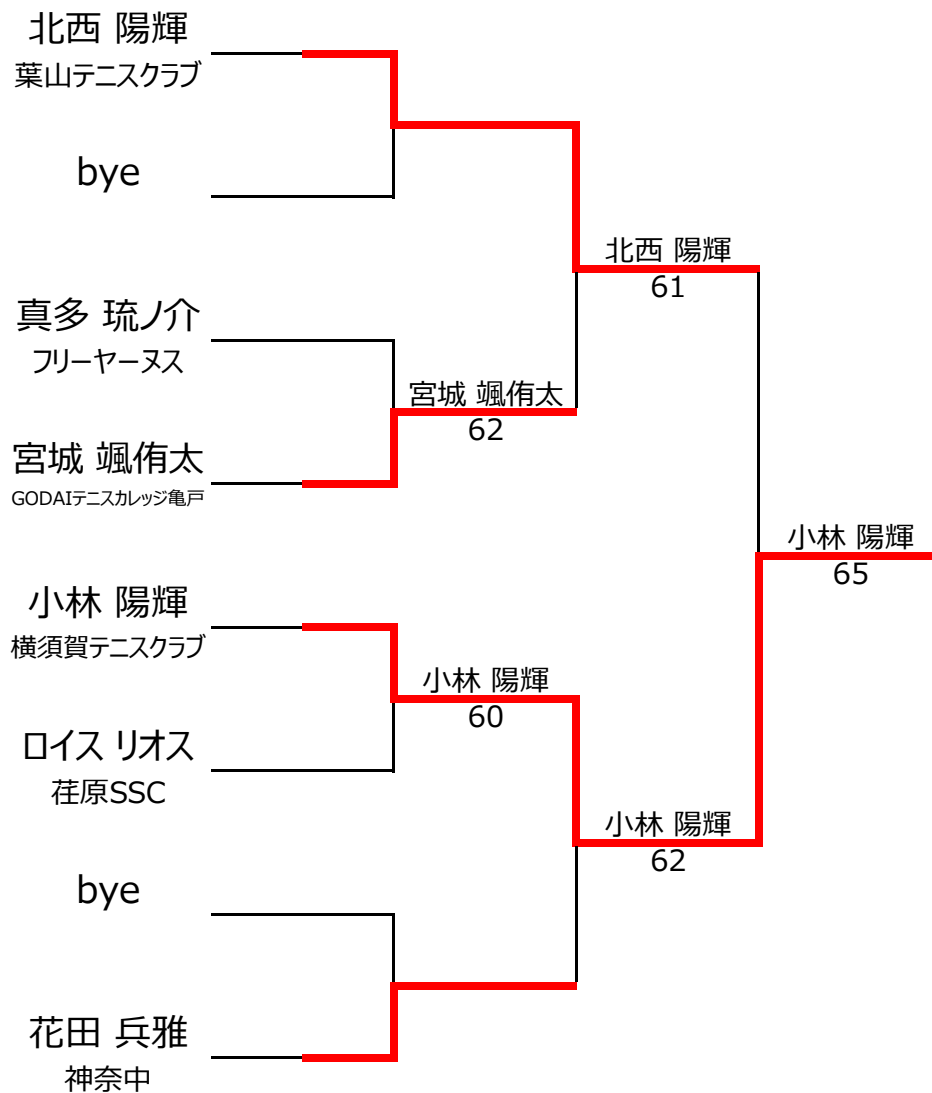 北西 陽輝
葉山テニスクラブ
bye
北西 陽輝
61
真多 琉ノ介
フリーヤーヌス
宮城 颯侑太
62
宮城 颯侑太
GODAIテニスカレッジ亀戸
小林 陽輝
65
小林 陽輝
横須賀テニスクラブ
小林 陽輝
60
ロイス リオス
荏原SSC
小林 陽輝
62
bye
花田 兵雅
神奈中